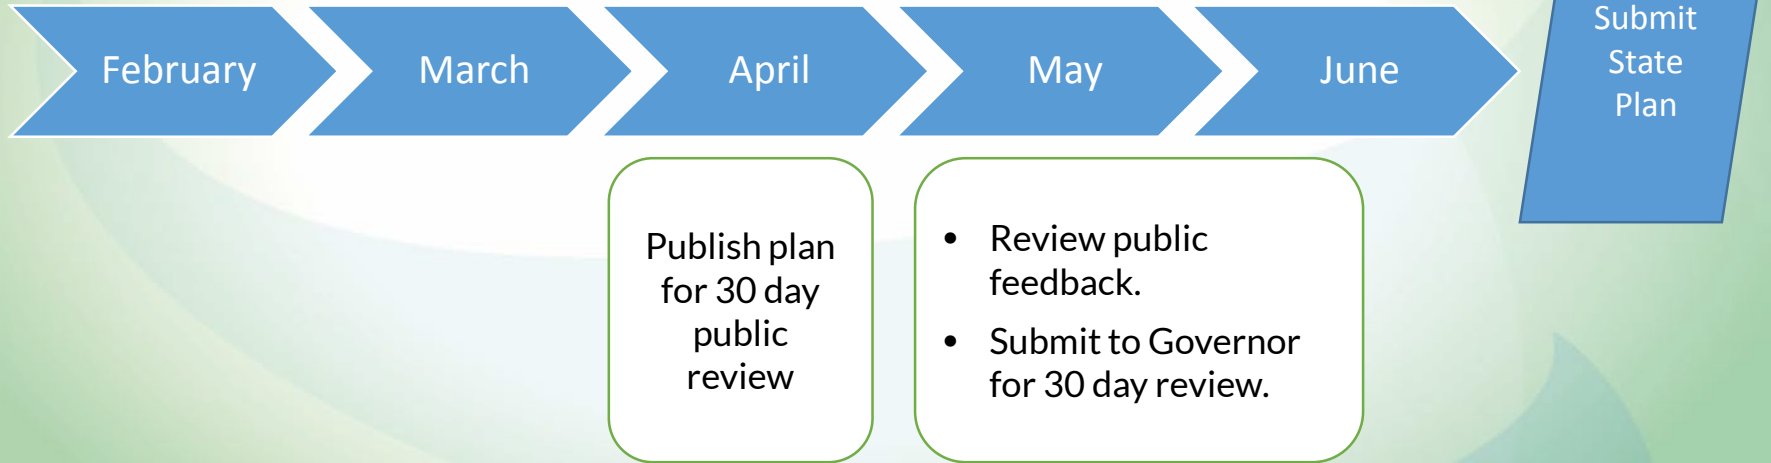 February
March
April
May
June
Submit
State
Plan
Publish plan
for 30 day
public
review
• Review public
feedback.
• Submit to Governor
for 30 day review.